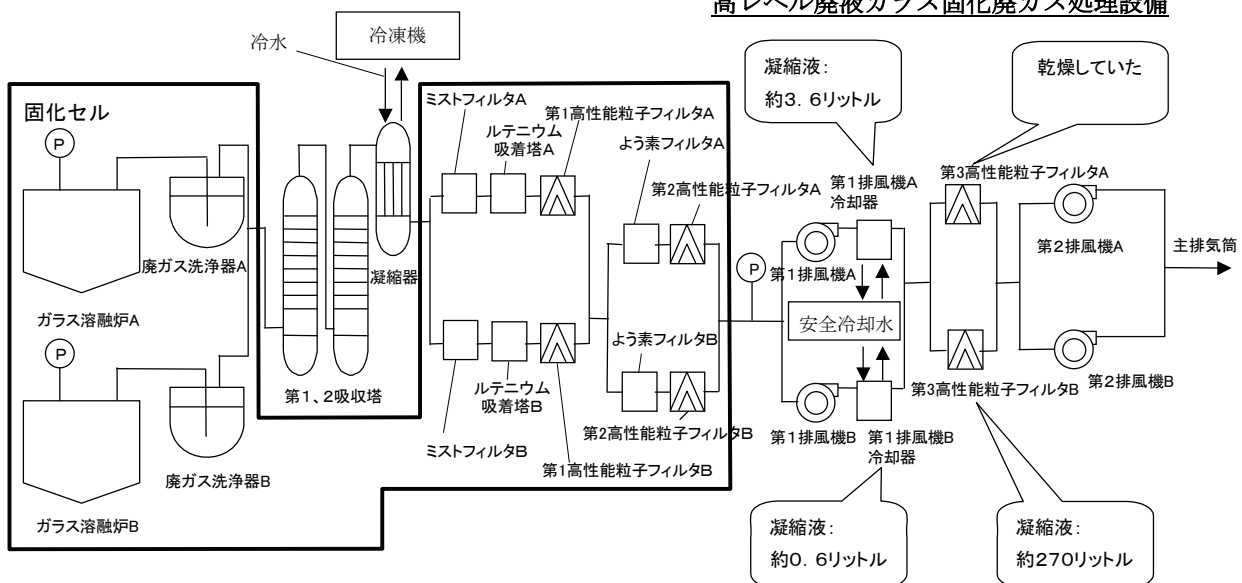 高レベル廃液ガラス固化廃ガス処理設備
冷水
冷凍機
固化セル
P
ガラス溶融炉A
廃ガス洗浄器A
P
ガラス溶融炉B
廃ガス洗浄器B
第1、2吸収塔
凝縮器
ミストフィルタA
ルテニウム
吸着塔A
第1高性能粒子フィルタA
よう素フィルタA
第2高性能粒子フィルタA
ミストフィルタB
ルテニウム
吸着塔B
第1高性能粒子フィルタB
よう素フィルタB
第2高性能粒子フィルタB
P
凝縮液：
約3．6リットル
第1排風機A
第1排風機A
冷却器
安全冷却水
第1排風機B
第1排風機B
冷却器
凝縮液：
約0．6リットル
乾燥していた
第3高性能粒子フィルタA
第3高性能粒子フィルタB
凝縮液：
約270リットル
第2排風機A
第2排風機B
主排気筒